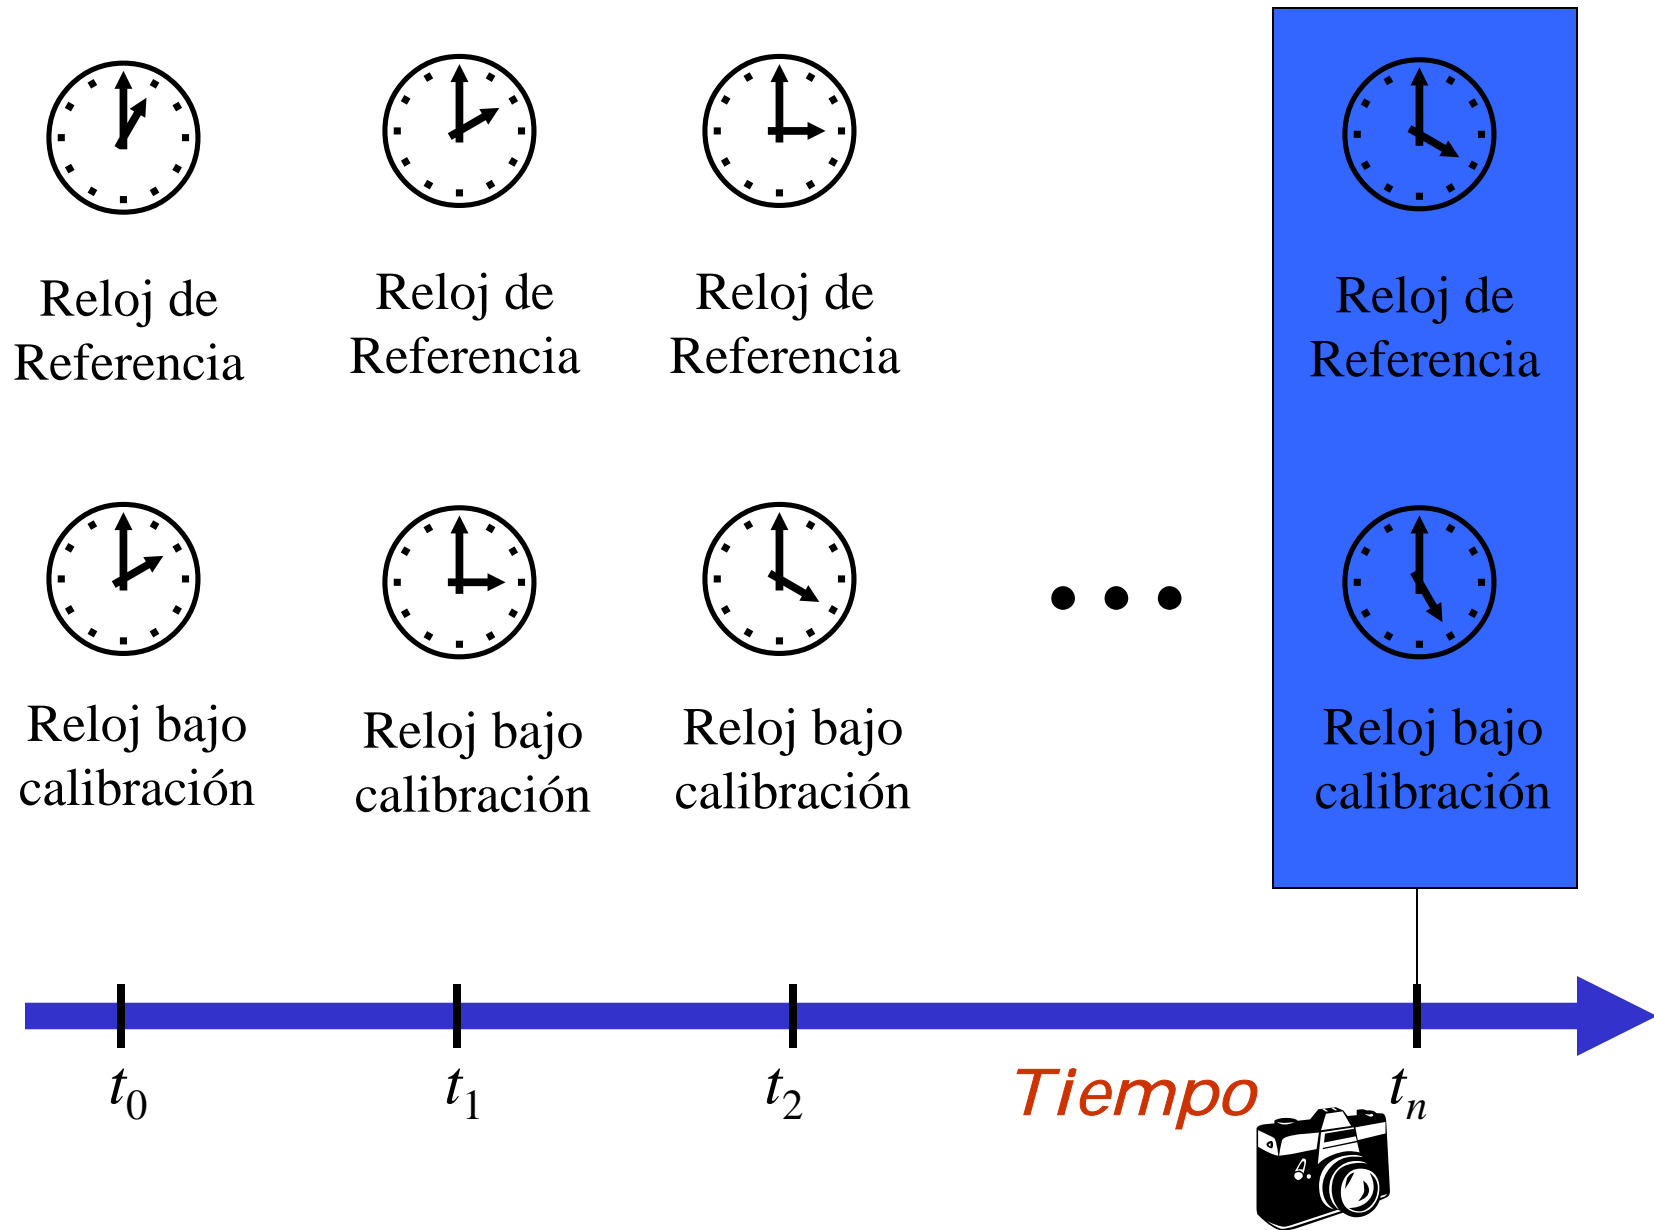 Reloj de
Referencia
Reloj de
Referencia
Reloj de
Referencia
Reloj de
Referencia
Reloj bajo
calibración
Reloj bajo
calibración
Reloj bajo
calibración
Reloj bajo
calibración
t0
t1
t2
Tiempo
tn